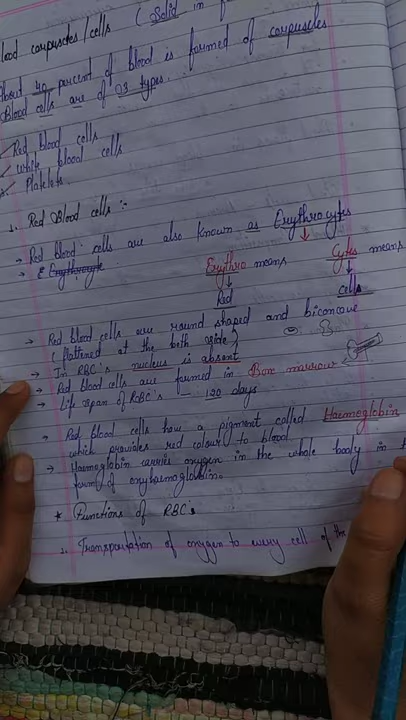 corpuscles/cells (Solid in
About 40 percent of blood is formed of corpuscles
Blood cells are of 03 types.
Red blood cells
white blood cells
Platelets.
1. Red Blood cells :-
→ Red blood cells are also known as Erythrocytes
→ E Erythrocyte
Erythro means Cytes means
Red Cells
→ Red blood cells are round shaped and biconcave
(flattened at the both side)
→ In RBC's nucleus is absent
→ Red blood cells are formed in Bone marrow
→ Life span of RBC's — 120 days
→ Red blood cells have a pigment called Haemoglobin
which provides red colour to blood
→ Haemoglobin carries oxygen in the whole body in
form of oxyhaemoglobin.
* Functions of RBCs
1. Transportation of oxygen to every cell of the